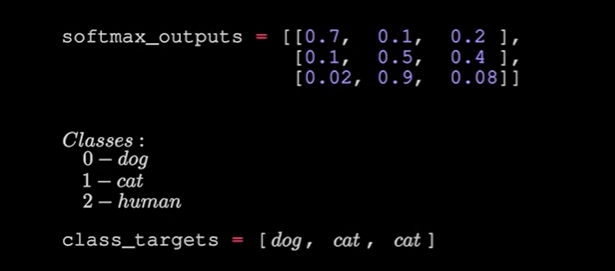 softmax_outputs = [[0.7, 0.1, 0.2 ],
[0.1, 0.5, 0.4 ],
[0.02, 0.9, 0.08]]
Classes :
0 – dog
1 – cat
2 – human
class_targets = [dog, cat , cat ]